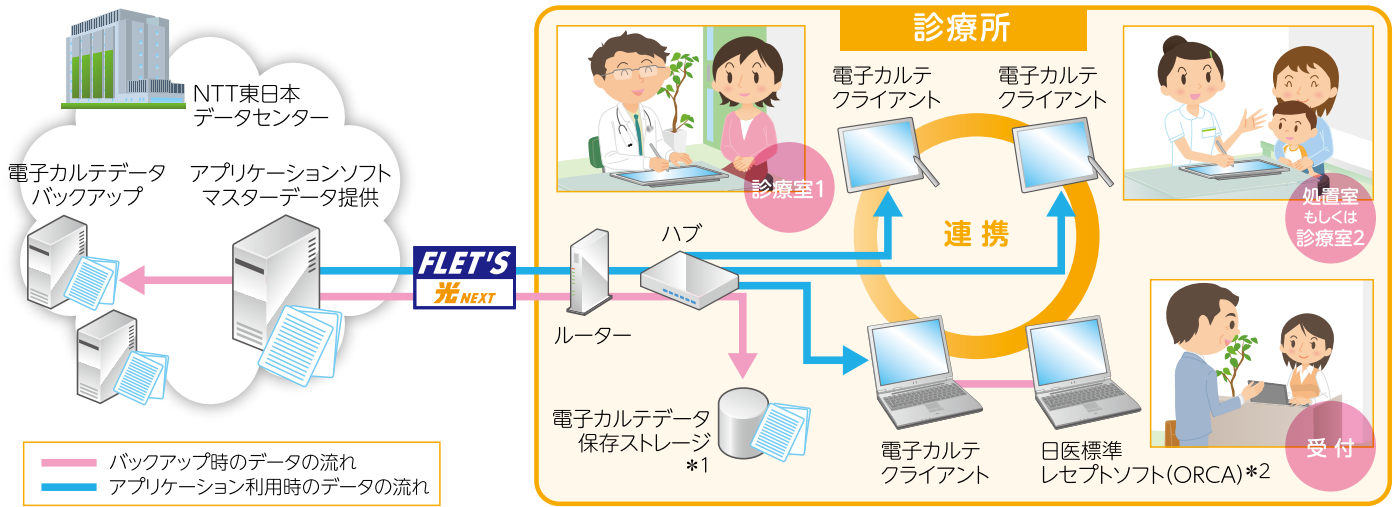 NTT東日本
データセンター
電子カルテデータ
バックアップ
アプリケーションソフト
マスターデータ提供
FLET'S
光NEXT
バックアップ時のデータの流れ
アプリケーション利用時のデータの流れ
診療所
診療室1
電子カルテ
クライアント
電子カルテ
クライアント
処置室
もしくは
診療室2
連携
ルーター
ハブ
電子カルテデータ
保存ストレージ
*1
電子カルテ
クライアント
日医標準
レセプトソフト(ORCA)*2
受付